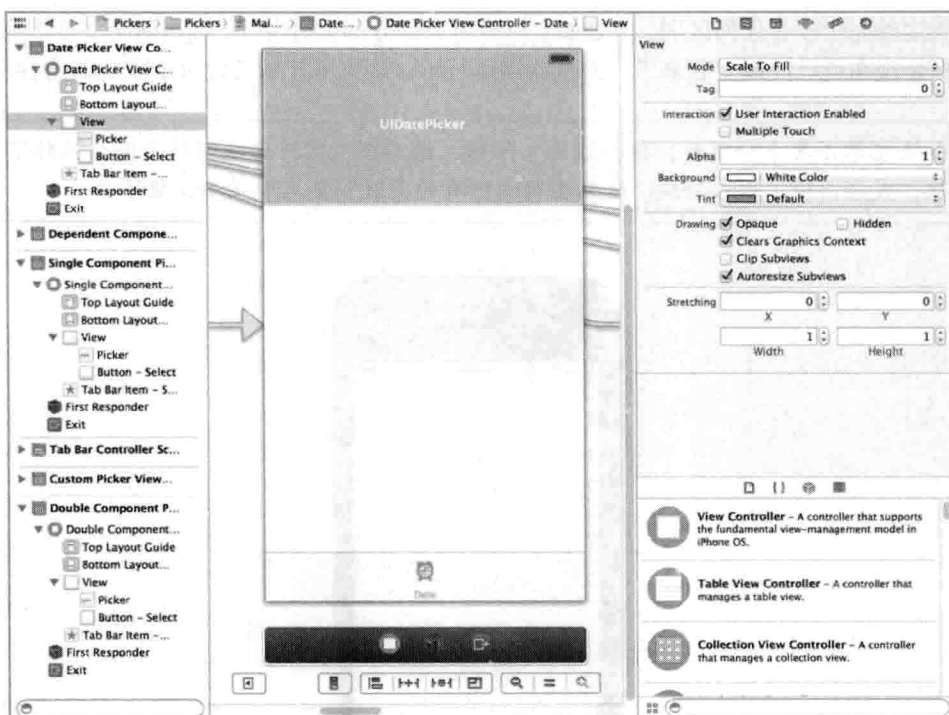 Pickers
Pickers
Mai...
Date...
Date Picker View Controller – Date
View
Date Picker View Co...
Date Picker View C...
Top Layout Guide
Bottom Layout...
View
Picker
Button – Select
Tab Bar Item –...
First Responder
Exit
Dependent Compone...
Single Component Pi...
Single Component...
Top Layout Guide
Bottom Layout...
View
Picker
Button – Select
Tab Bar Item – S...
First Responder
Exit
Tab Bar Controller Sc...
Custom Picker View...
Double Component P...
Double Component...
Top Layout Guide
Bottom Layout...
View
Picker
Button – Select
Tab Bar Item –...
First Responder
Exit
UIDatePicker
Date
View
Mode Scale To Fill
Tag 0
Interaction User Interaction Enabled
Multiple Touch
Alpha 1
Background White Color
Tint Default
Drawing Opaque Hidden
Clears Graphics Context
Clip Subviews
Autoresize Subviews
Stretching 0 0
X Y
1 1
Width Height
{ }
View Controller – A controller that supports
the fundamental view-management model in
iPhone OS.
Table View Controller – A controller that
manages a table view.
Collection View Controller – A controller
that manages a collection view.